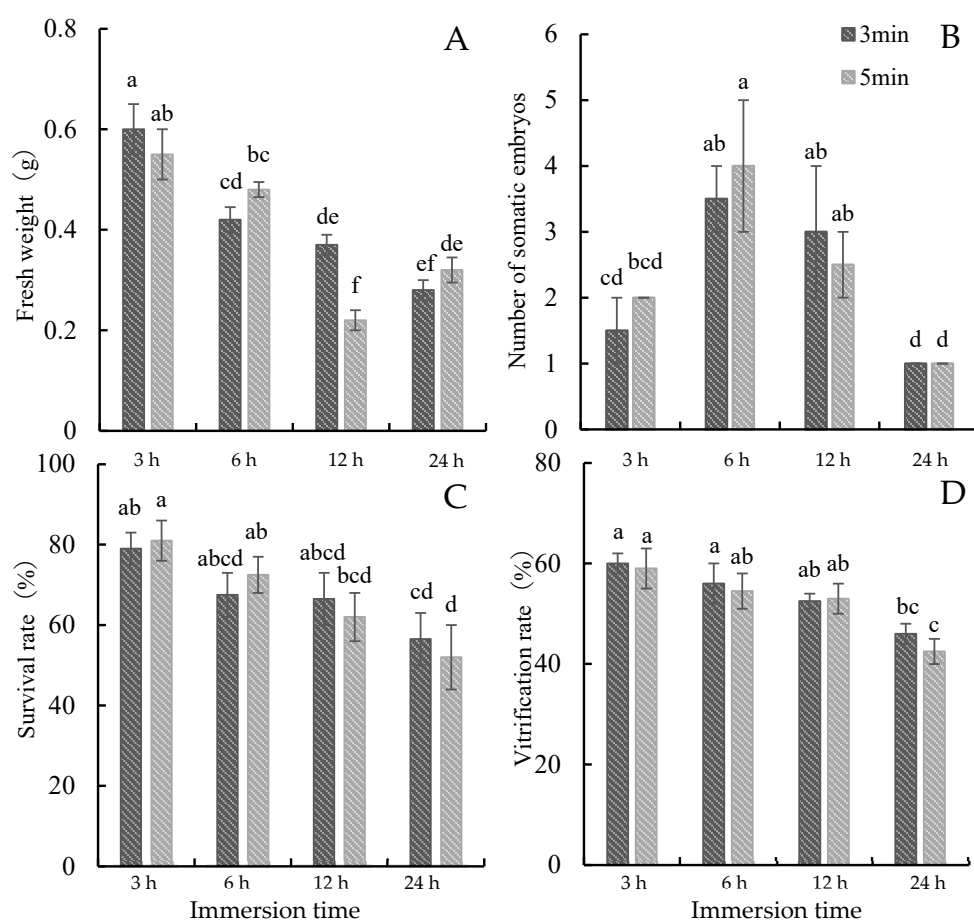 A
Fresh weight (g)
0.8
0.6
0.4
0.2
0
a
ab
cd
bc
de
f
ef
de
3 h
6 h
12 h
24 h
B
3min
5min
Number of somatic embryos
6
5
4
3
2
1
0
cd
bcd
ab
a
ab
ab
d
d
3 h
6 h
12 h
24 h
C
Survival rate (%)
100
80
60
40
20
0
ab
a
abcd
ab
abcd
bcd
cd
d
3 h
6 h
12 h
24 h
Immersion time
D
Vitrification rate (%)
80
60
40
20
0
a
a
a
ab
ab
ab
bc
c
3 h
6 h
12 h
24 h
Immersion time